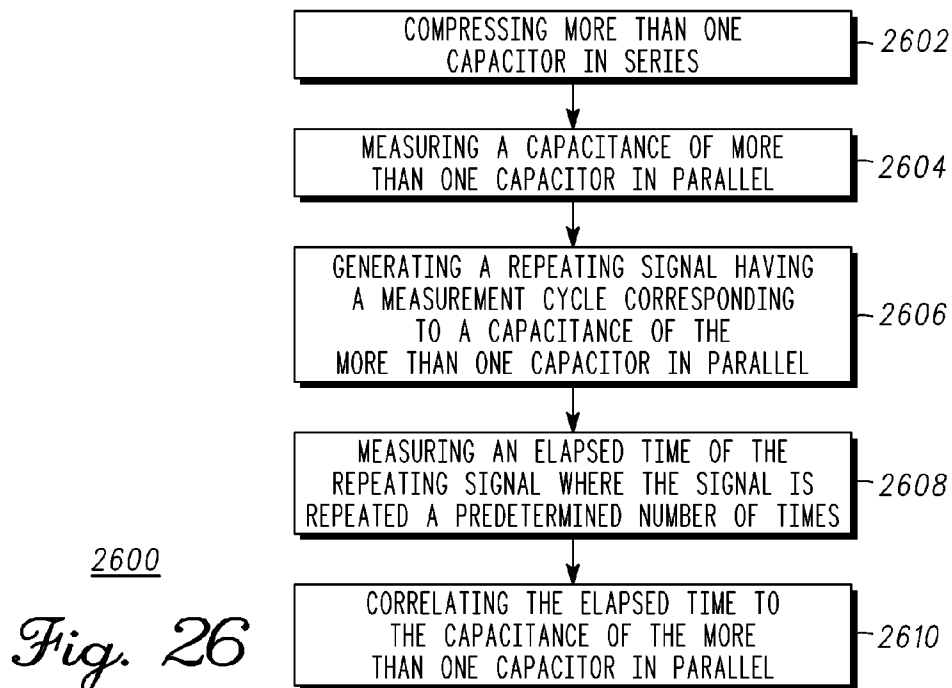 COMPRESSING MORE THAN ONE
CAPACITOR IN SERIES
2602
MEASURING A CAPACITANCE OF MORE
THAN ONE CAPACITOR IN PARALLEL
2604
GENERATING A REPEATING SIGNAL HAVING
A MEASUREMENT CYCLE CORRESPONDING
TO A CAPACITANCE OF THE
MORE THAN ONE CAPACITOR IN PARALLEL
2606
MEASURING AN ELAPSED TIME OF THE
REPEATING SIGNAL WHERE THE SIGNAL IS
REPEATED A PREDETERMINED NUMBER OF TIMES
2608
CORRELATING THE ELAPSED TIME TO
THE CAPACITANCE OF THE MORE
THAN ONE CAPACITOR IN PARALLEL
2610
2600
Fig. 26